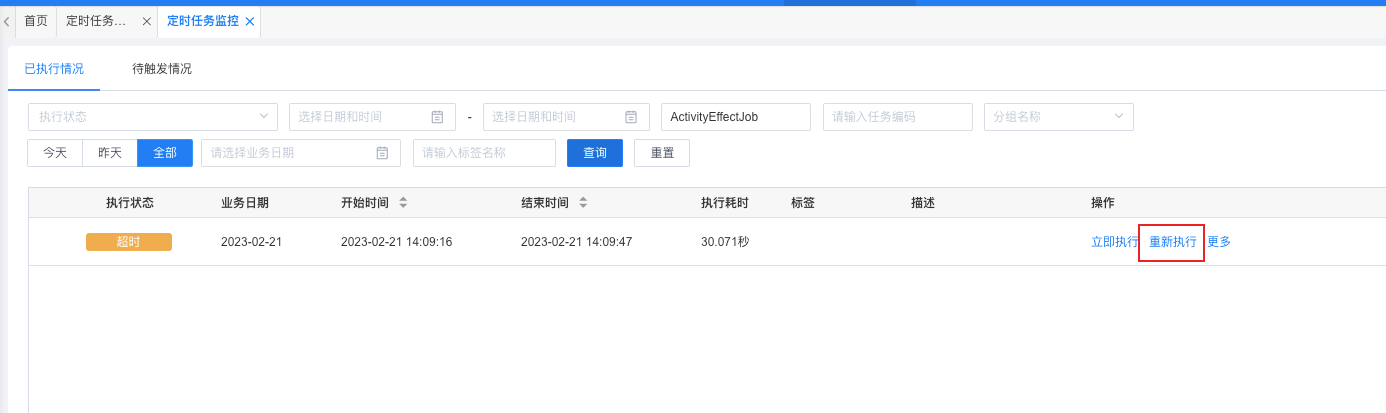 首页 定时任务... 定时任务监控
已执行情况 待触发情况
执行状态 选择日期和时间 - 选择日期和时间 ActivityEffectJob 请输入任务编码 分组名称
今天 昨天 全部 请选择业务日期 请输入标签名称 查询 重置
执行状态 业务日期 开始时间 结束时间 执行耗时 标签 描述 操作
超时 2023-02-21 2023-02-21 14:09:16 2023-02-21 14:09:47 30.071秒 立即执行 重新执行 更多